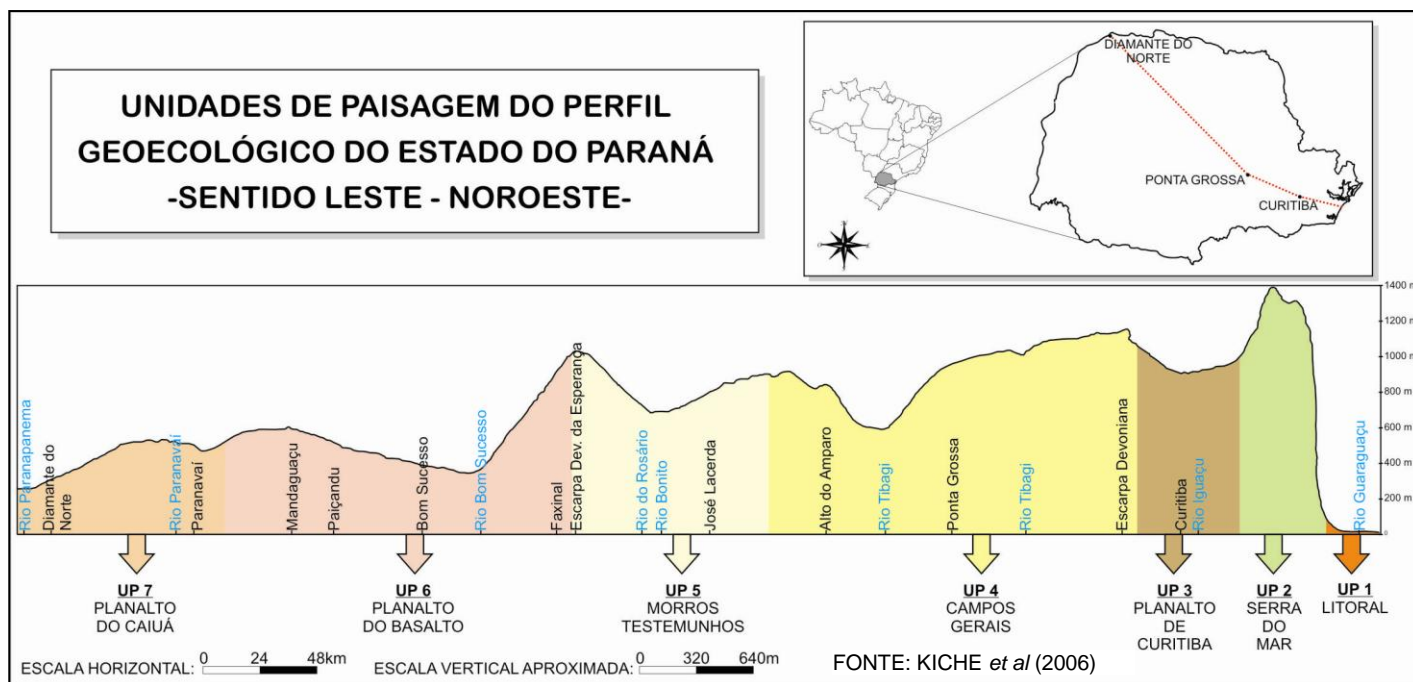 UNIDADES DE PAISAGEM DO PERFIL
GEOECOLÓGICO DO ESTADO DO PARANÁ
-SENTIDO LESTE - NOROESTE-
DIAMANTE DO
NORTE
PONTA GROSSA
CURITIBA
1400 m
1200 m
1000 m
800 m
600 m
400 m
200 m
0
Rio Paranapanema
Diamante do
Norte
Rio Paranavaí
Paranavaí
Mandaguaçu
Paiçandu
Bom Sucesso
Rio Bom Sucesso
Faxinal
Escarpa Dev. da Esperança
Rio do Rosário
Rio Bonito
José Lacerda
Alto do Amparo
Rio Tibagi
Ponta Grossa
Rio Tibagi
Escarpa Devoniana
Curitiba
Rio Iguaçu
Rio Guaraguaçu
UP 7
PLANALTO
DO CAIUÁ
UP 6
PLANALTO
DO BASALTO
UP 5
MORROS
TESTEMUNHOS
UP 4
CAMPOS
GERAIS
UP 3
PLANALTO
DE
CURITIBA
UP 2
SERRA
DO
MAR
UP 1
LITORAL
ESCALA HORIZONTAL: 0 24 48km
ESCALA VERTICAL APROXIMADA: 0 320 640m
FONTE: KICHE et al (2006)